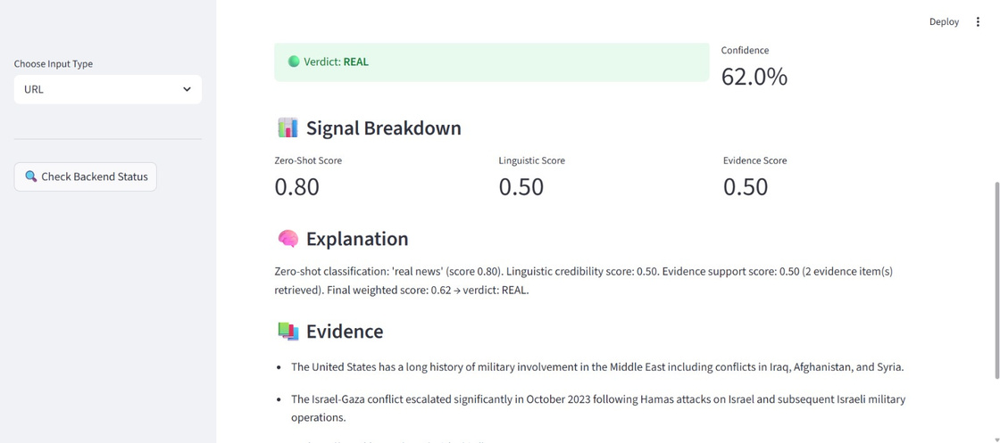 Deploy
Choose Input Type
URL
Check Backend Status
Verdict: REAL
Confidence
62.0%
Signal Breakdown
Zero-Shot Score
0.80
Linguistic Score
0.50
Evidence Score
0.50
Explanation
Zero-shot classification: 'real news' (score 0.80). Linguistic credibility score: 0.50. Evidence support score: 0.50 (2 evidence item(s)
retrieved). Final weighted score: 0.62 → verdict: REAL.
Evidence
• The United States has a long history of military involvement in the Middle East including conflicts in Iraq, Afghanistan, and Syria.
• The Israel-Gaza conflict escalated significantly in October 2023 following Hamas attacks on Israel and subsequent Israeli military
operations.